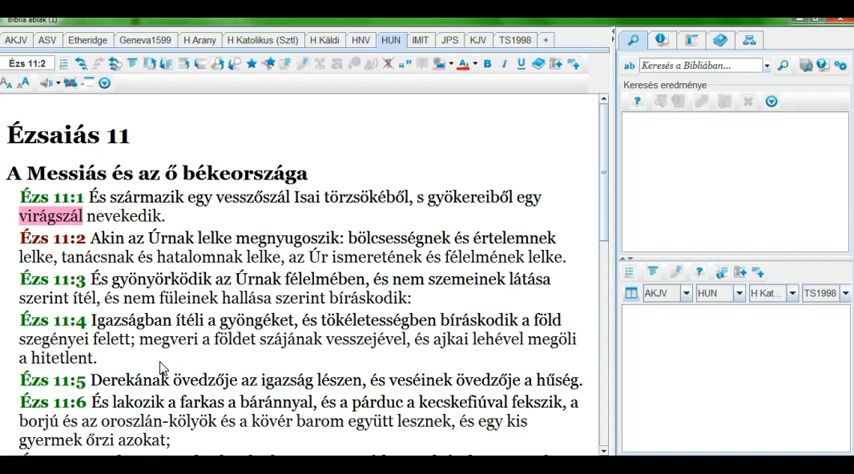 Biblia ablak (1)
AKJV ASV Etheridge Geneva1599 H Arany H Katolikus (Sztl) H Káldi HNV HUN IMIT JPS KJV TS1998 +
Ézs 11:2
ab Keresés a Bibliában...
Keresés eredménye
Ézsaiás 11
A Messiás és az ő békeországa
Ézs 11:1 És származik egy vesszőszál Isai törzsökéből, s gyökereiből egy
virágszál nevekedik.
Ézs 11:2 Akin az Úrnak lelke megnyugoszik: bölcsességnek és értelemnek
lelke, tanácsnak és hatalomnak lelke, az Úr ismeretének és félelmének lelke.
Ézs 11:3 És gyönyörködik az Úrnak félelmében, és nem szemeinek látása
szerint ítél, és nem füleinek hallása szerint bíráskodik:
Ézs 11:4 Igazságban ítéli a gyöngéket, és tökéletességben bíráskodik a föld
szegényei felett; megveri a földet szájának vesszejével, és ajkai lehével megöli
a hitetlent.
Ézs 11:5 Derekának övedzője az igazság lészen, és veséinek övedzője a hűség.
Ézs 11:6 És lakozik a farkas a báránnyal, és a párduc a kecskefiúval fekszik, a
borjú és az oroszlán-kölyök és a kövér barom együtt lesznek, és egy kis
gyermek őrzi azokat;
AKJV HUN H Kat... TS1998